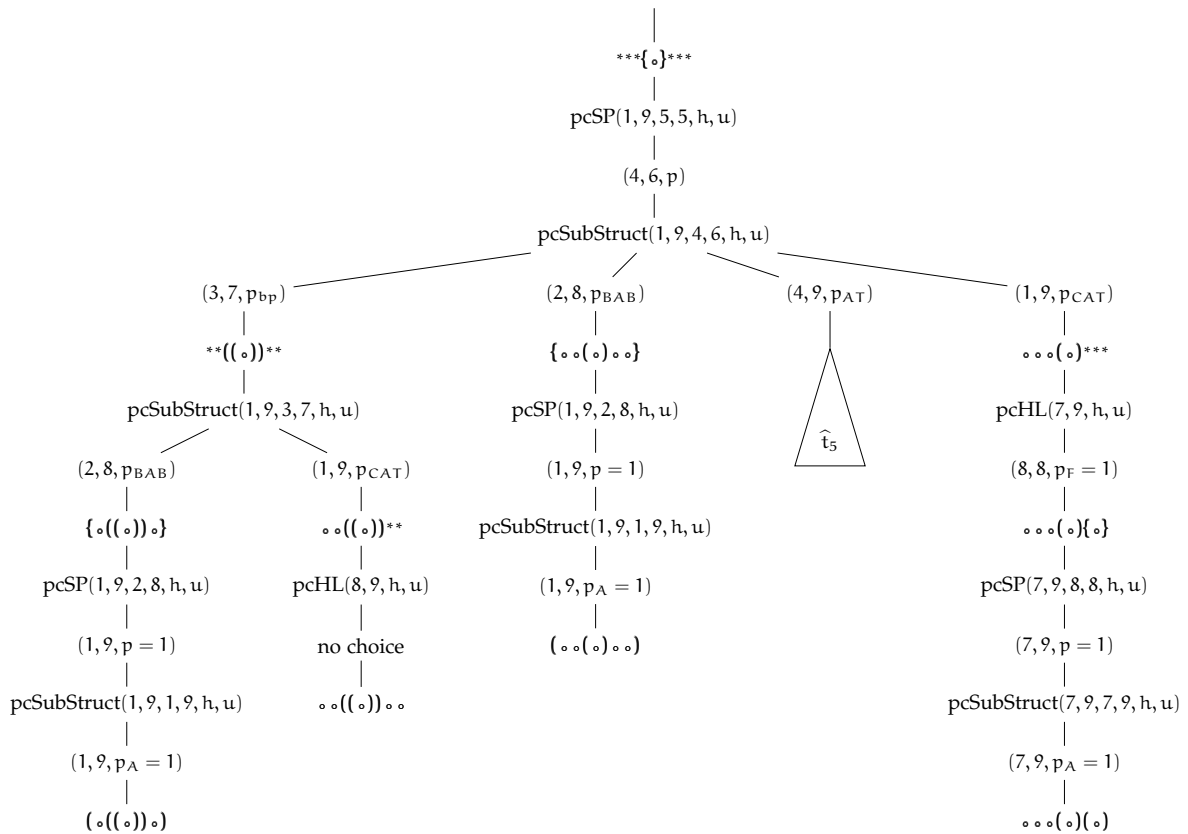 ***{∘}***
pcSP(1, 9, 5, 5, h, u)
(4, 6, p)
pcSubStruct(1, 9, 4, 6, h, u)
(3, 7, p_bp) (2, 8, p_BAB) (4, 9, p_AT) (1, 9, p_CAT)
**((∘))** {∘∘(∘)∘∘} ∘∘∘(∘)***
pcSubStruct(1, 9, 3, 7, h, u) pcSP(1, 9, 2, 8, h, u) pcHL(7, 9, h, u)
t̂_5
(2, 8, p_BAB) (1, 9, p_CAT) (1, 9, p = 1) (8, 8, p_F = 1)
{∘((∘))∘} ∘∘((∘))** pcSubStruct(1, 9, 1, 9, h, u) ∘∘∘(∘){∘}
pcSP(1, 9, 2, 8, h, u) pcHL(8, 9, h, u) (1, 9, p_A = 1) pcSP(7, 9, 8, 8, h, u)
(1, 9, p = 1) no choice (∘∘(∘)∘∘) (7, 9, p = 1)
pcSubStruct(1, 9, 1, 9, h, u) ∘∘((∘))∘∘ pcSubStruct(7, 9, 7, 9, h, u)
(1, 9, p_A = 1) (7, 9, p_A = 1)
(∘((∘))∘) ∘∘∘(∘)(∘)